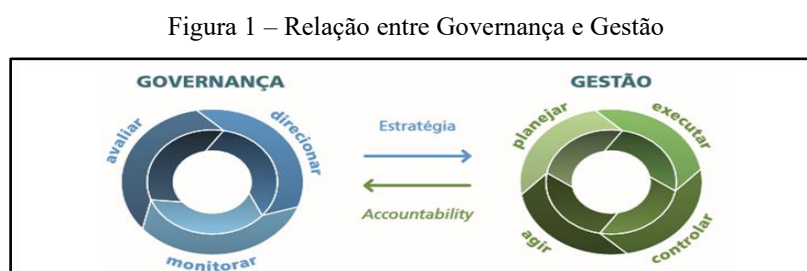 Figura 1 – Relação entre Governança e Gestão
GOVERNANÇA
avaliar
direcionar
monitorar
Estratégia
Accountability
GESTÃO
planejar
executar
agir
controlar